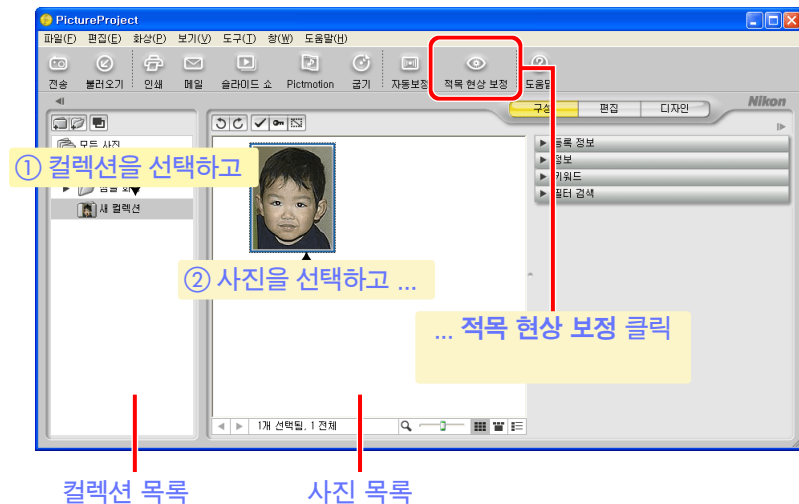 PictureProject
파일(F) 편집(E) 화상(P) 보기(V) 도구(T) 창(W) 도움말(H)
전송 불러오기 인쇄 메일 슬라이드 쇼 Pictmotion 굽기 자동보정 적목 현상 보정 도움말
구성 편집 디자인 Nikon
모든 사진
① 컬렉션을 선택하고
새 컬렉션
등록 정보
정보
키워드
필터 검색
② 사진을 선택하고 ...
... 적목 현상 보정 클릭
1개 선택됨, 1 전체
컬렉션 목록
사진 목록